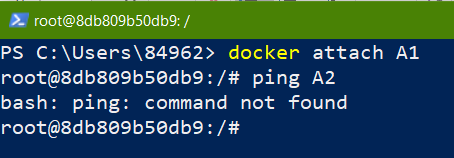 root@8db809b50db9: /
PS C:\Users\84962> docker attach A1
root@8db809b50db9:/# ping A2
bash: ping: command not found
root@8db809b50db9:/#